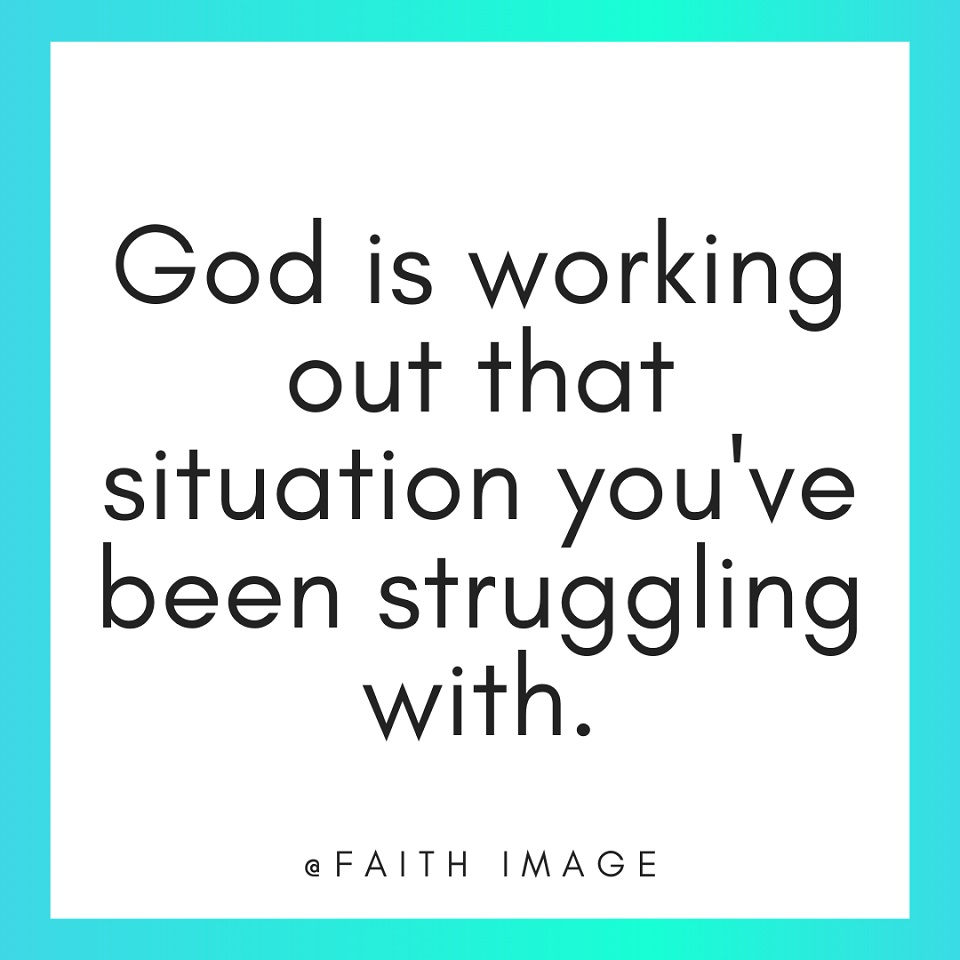 God is working
out that
situation you've
been struggling
with.
@FAITH IMAGE